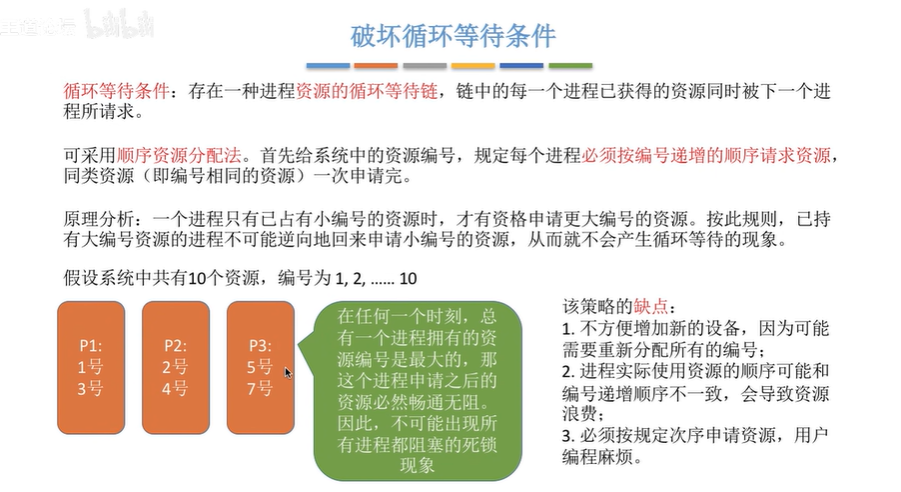 破坏循环等待条件
循环等待条件：存在一种进程资源的循环等待链，链中的每一个进程已获得的资源同时被下一个进
程所请求。
可采用顺序资源分配法。首先给系统中的资源编号，规定每个进程必须按编号递增的顺序请求资源，
同类资源（即编号相同的资源）一次申请完。
原理分析：一个进程只有已占有小编号的资源时，才有资格申请更大编号的资源。按此规则，已持
有大编号资源的进程不可能逆向地回来申请小编号的资源，从而就不会产生循环等待的现象。
假设系统中共有10个资源，编号为 1, 2, …… 10
P1:
1号
3号
P2:
2号
4号
P3:
5号
7号
在任何一个时刻，总
有一个进程拥有的资
源编号是最大的，那
这个进程申请之后的
资源必然畅通无阻。
因此，不可能出现所
有进程都阻塞的死锁
现象
该策略的缺点：
1. 不方便增加新的设备，因为可能
需要重新分配所有的编号；
2. 进程实际使用资源的顺序可能和
编号递增顺序不一致，会导致资源
浪费；
3. 必须按规定次序申请资源，用户
编程麻烦。